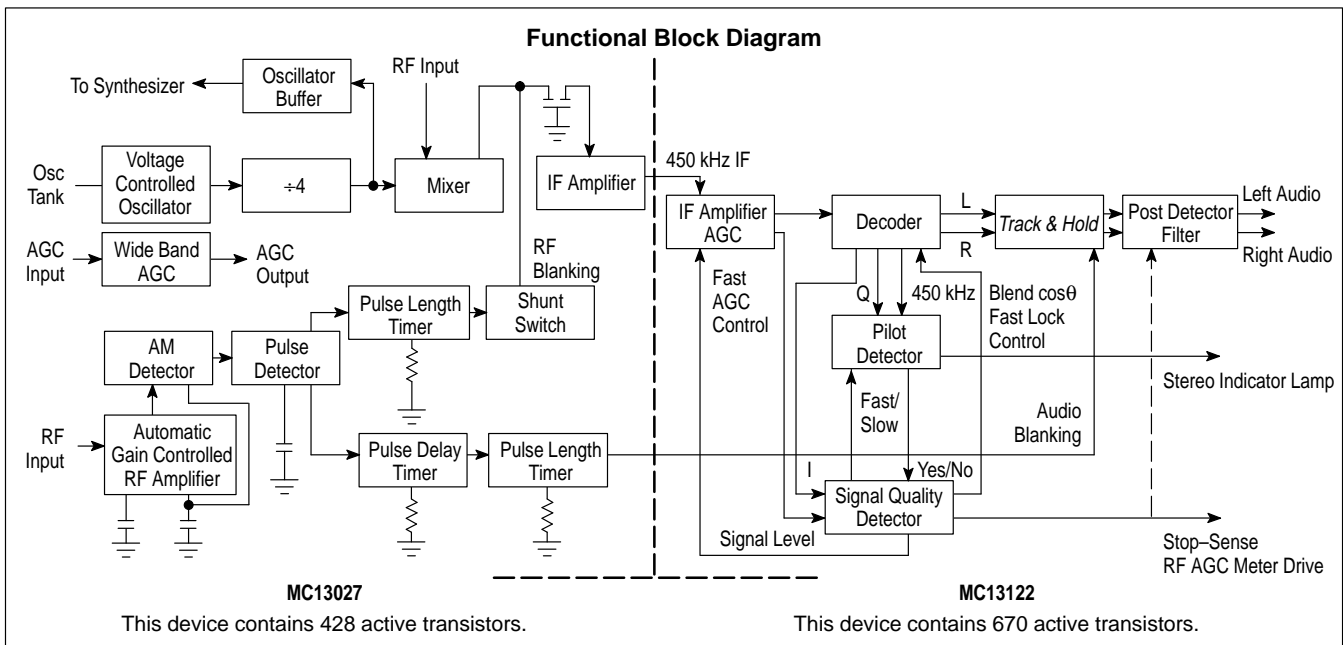 Functional Block Diagram
To Synthesizer
Oscillator
Buffer
RF Input
Osc
Tank
Voltage
Controlled
Oscillator
÷4
Mixer
IF Amplifier
450 kHz IF
AGC
Input
Wide Band
AGC
AGC
Output
RF
Blanking
Pulse Length
Timer
Shunt
Switch
AM
Detector
Pulse
Detector
RF
Input
Automatic
Gain Controlled
RF Amplifier
Pulse Delay
Timer
Pulse Length
Timer
IF Amplifier
AGC
Decoder
L
R
Track & Hold
Post Detector
Filter
Left Audio
Right Audio
Fast
AGC
Control
Q
450 kHz
Blend cosθ
Fast Lock
Control
Pilot
Detector
Stereo Indicator Lamp
Fast/
Slow
Audio
Blanking
I
Yes/No
Signal Quality
Detector
Signal Level
Stop–Sense
RF AGC Meter Drive
MC13027
This device contains 428 active transistors.
MC13122
This device contains 670 active transistors.